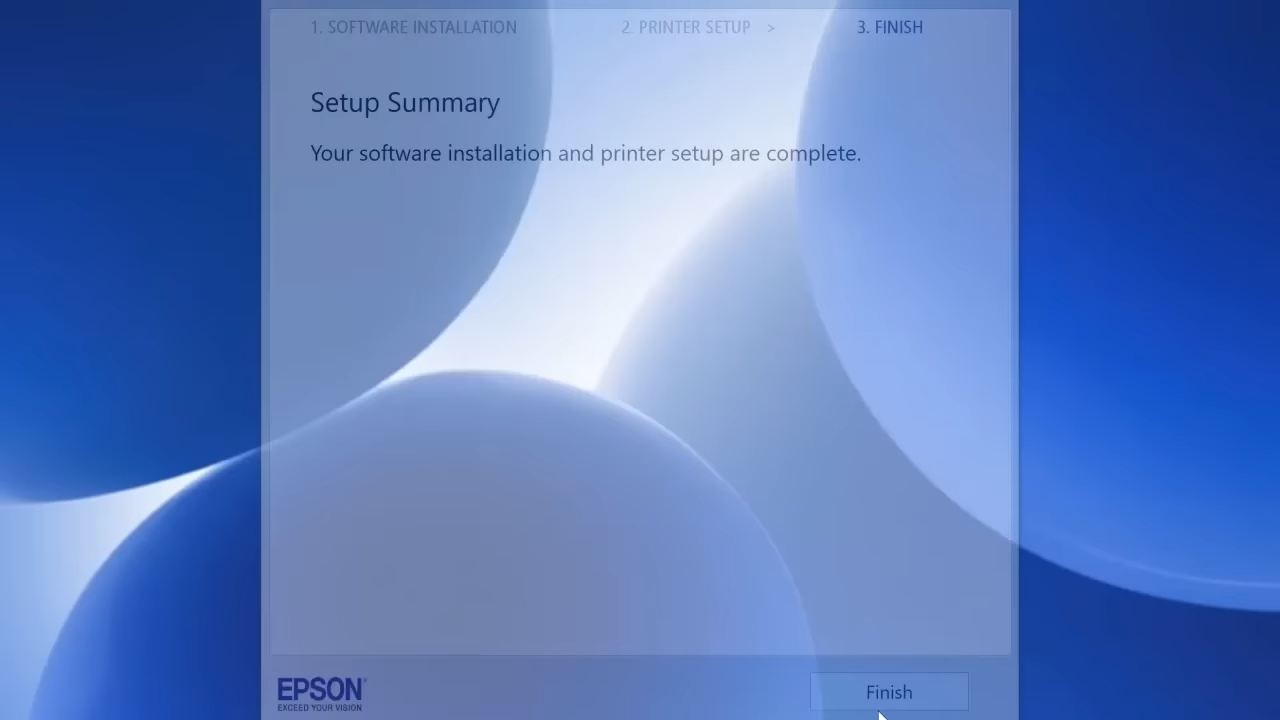 1. SOFTWARE INSTALLATION 2. PRINTER SETUP > 3. FINISH
Setup Summary
Your software installation and printer setup are complete.
EPSON
EXCEED YOUR VISION
Finish